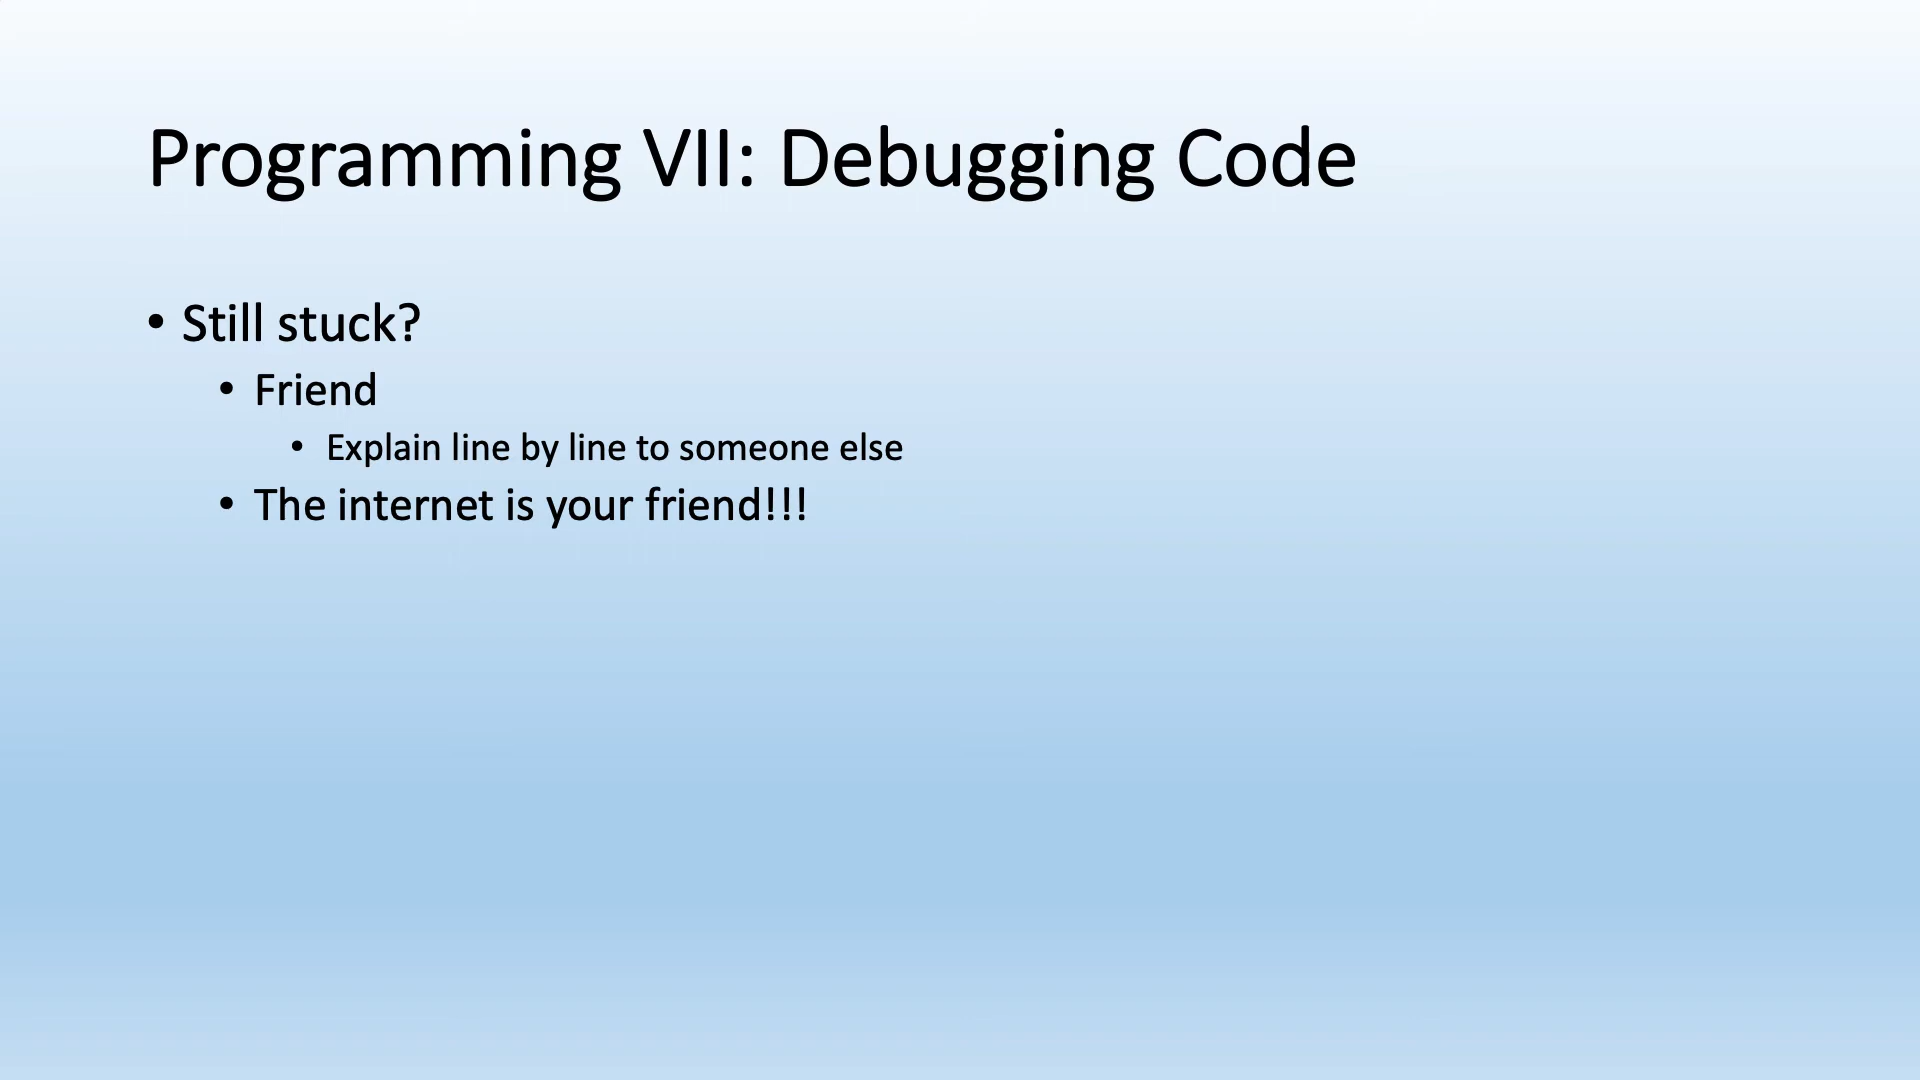 Programming VII: Debugging Code
• Still stuck?
• Friend
• Explain line by line to someone else
• The internet is your friend!!!